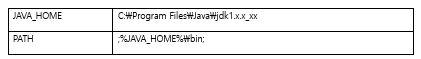 JAVA_HOME C:₩Program Files₩Java₩jdk1.x.x_xx
PATH ;%JAVA_HOME%₩bin;